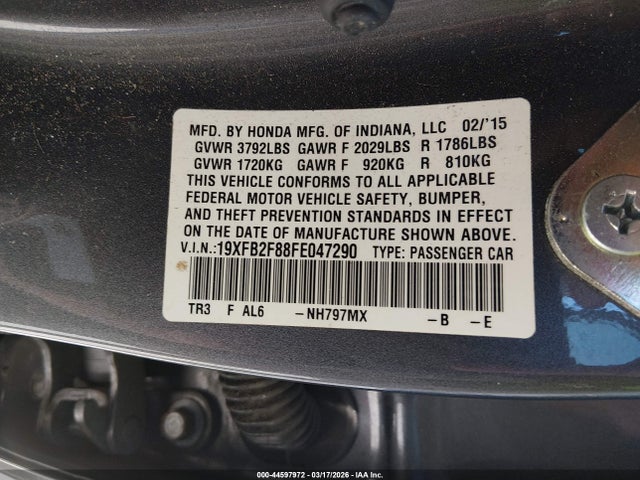 MFD. BY HONDA MFG. OF INDIANA, LLC 02/'15
GVWR 3792LBS GAWR F 2029LBS R 1786LBS
GVWR 1720KG GAWR F 920KG R 810KG
THIS VEHICLE CONFORMS TO ALL APPLICABLE
FEDERAL MOTOR VEHICLE SAFETY, BUMPER,
AND THEFT PREVENTION STANDARDS IN EFFECT
ON THE DATE OF MANUFACTURE SHOWN ABOVE.
V.I.N.:19XFB2F88FE047290 TYPE: PASSENGER CAR
TR3 F AL6 -NH797MX -B -E
000-44597972 | 03/17/2026 | IAA Inc.